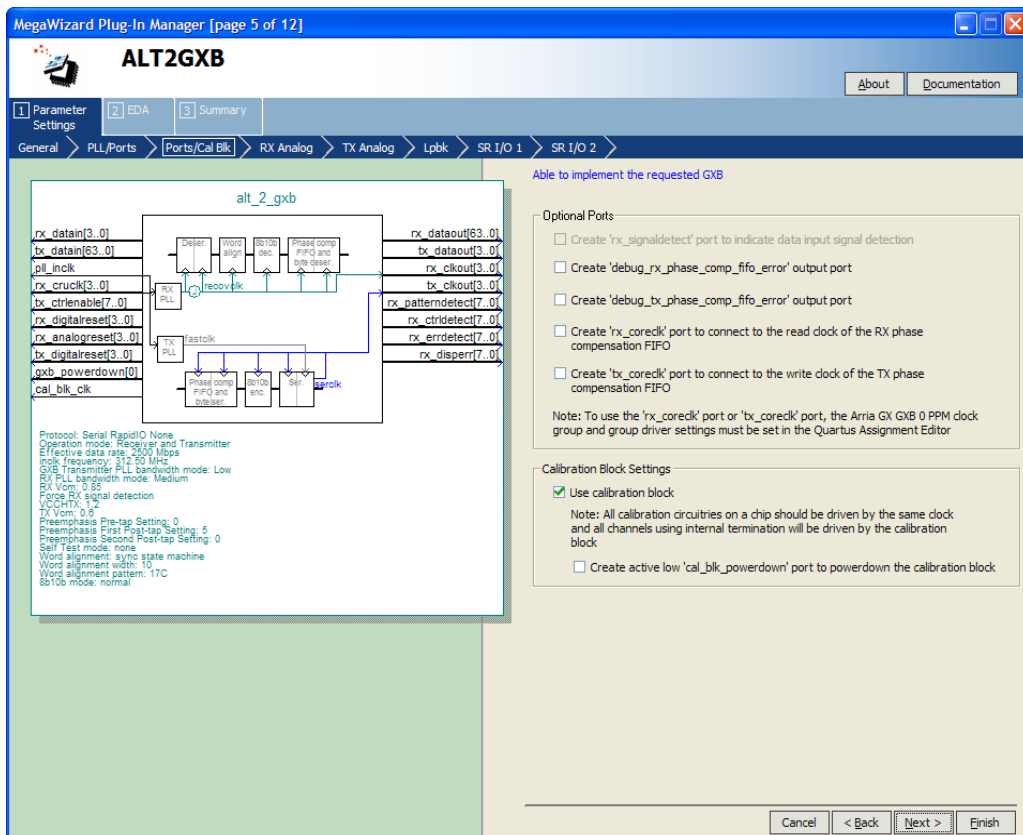 MegaWizard Plug-In Manager [page 5 of 12]
ALT2GXB
About
Documentation
1 Parameter Settings
2 EDA
3 Summary
General
PLL/Ports
Ports/Cal Blk
RX Analog
TX Analog
Lpbk
SR I/O 1
SR I/O 2
alt_2_gxb
rx_datain[3..0]
tx_datain[63..0]
pll_inclk
rx_cruclk[3..0]
tx_ctrlenable[7..0]
rx_digitalreset[3..0]
rx_analogreset[3..0]
tx_digitalreset[3..0]
gxb_powerdown[0]
cal_blk_clk
Deser.
Word
align
8b10b
dec.
Phase comp
FIFO and
byte deser.
RX
PLL
recovclk
TX
PLL
fastclk
Phase comp
FIFO and
byte ser.
8b10b
enc.
Ser.
serclk
rx_dataout[63..0]
tx_dataout[3..0]
rx_clkout[3..0]
tx_clkout[3..0]
rx_patterndetect[7..0]
rx_ctrldetect[7..0]
rx_errdetect[7..0]
rx_disperr[7..0]
Protocol: Serial RapidIO None
Operation mode: Receiver and Transmitter
Effective data rate: 2500 Mbps
inclk frequency: 312.50 MHz
GXB Transmitter PLL bandwidth mode: Low
RX PLL bandwidth mode: Medium
RX Vcm: 0.85
Force RX signal detection
VCCHTX: 1.2
TX Vcm: 0.6
Preemphasis Pre-tap Setting: 0
Preemphasis First Post-tap Setting: 5
Preemphasis Second Post-tap Setting: 0
Self Test mode: none
Word alignment: sync state machine
Word alignment width: 10
Word alignment pattern: 17C
8b10b mode: normal
Able to implement the requested GXB
Optional Ports
Create 'rx_signaldetect' port to indicate data input signal detection
Create 'debug_rx_phase_comp_fifo_error' output port
Create 'debug_tx_phase_comp_fifo_error' output port
Create 'rx_coreclk' port to connect to the read clock of the RX phase
compensation FIFO
Create 'tx_coreclk' port to connect to the write clock of the TX phase
compensation FIFO
Note: To use the 'rx_coreclk' port or 'tx_coreclk' port, the Arria GX GXB 0 PPM clock
group and group driver settings must be set in the Quartus Assignment Editor
Calibration Block Settings
Use calibration block
Note: All calibration circuitries on a chip should be driven by the same clock
and all channels using internal termination will be driven by the calibration
block
Create active low 'cal_blk_powerdown' port to powerdown the calibration block
Cancel
< Back
Next >
Finish